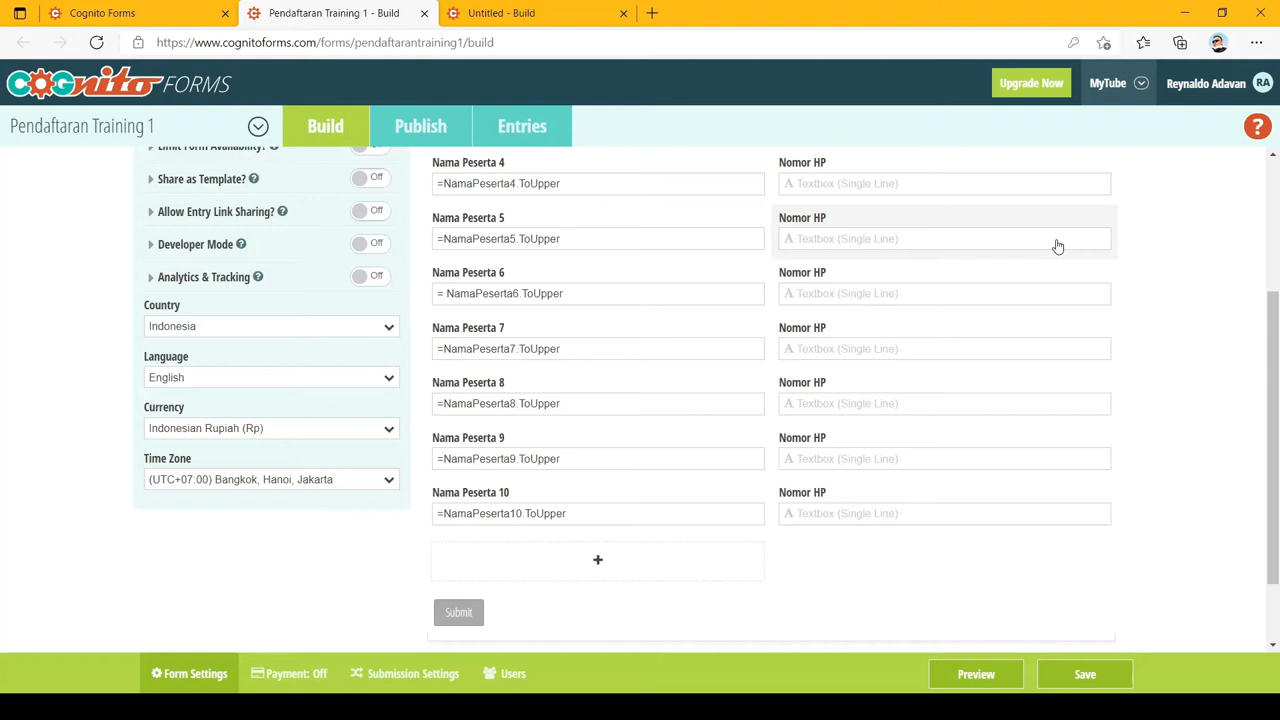 Cognito Forms
Pendaftaran Training 1 - Build
Untitled - Build
https://www.cognitoforms.com/forms/pendaftarantraining1/build
COGNITO FORMS
Upgrade Now
MyTube
Reynaldo Adavan
RA
Pendaftaran Training 1
Build
Publish
Entries
?
Limit Form Availability? Off
Share as Template? Off
Allow Entry Link Sharing? Off
Developer Mode Off
Analytics & Tracking Off
Country
Indonesia
Language
English
Currency
Indonesian Rupiah (Rp)
Time Zone
(UTC+07:00) Bangkok, Hanoi, Jakarta
Nama Peserta 4 Nomor HP
=NamaPeserta4.ToUpper A Textbox (Single Line)
Nama Peserta 5 Nomor HP
=NamaPeserta5.ToUpper A Textbox (Single Line)
Nama Peserta 6 Nomor HP
= NamaPeserta6.ToUpper A Textbox (Single Line)
Nama Peserta 7 Nomor HP
=NamaPeserta7.ToUpper A Textbox (Single Line)
Nama Peserta 8 Nomor HP
=NamaPeserta8.ToUpper A Textbox (Single Line)
Nama Peserta 9 Nomor HP
=NamaPeserta9.ToUpper A Textbox (Single Line)
Nama Peserta 10 Nomor HP
=NamaPeserta10.ToUpper A Textbox (Single Line)
+
Submit
Form Settings
Payment: Off
Submission Settings
Users
Preview
Save